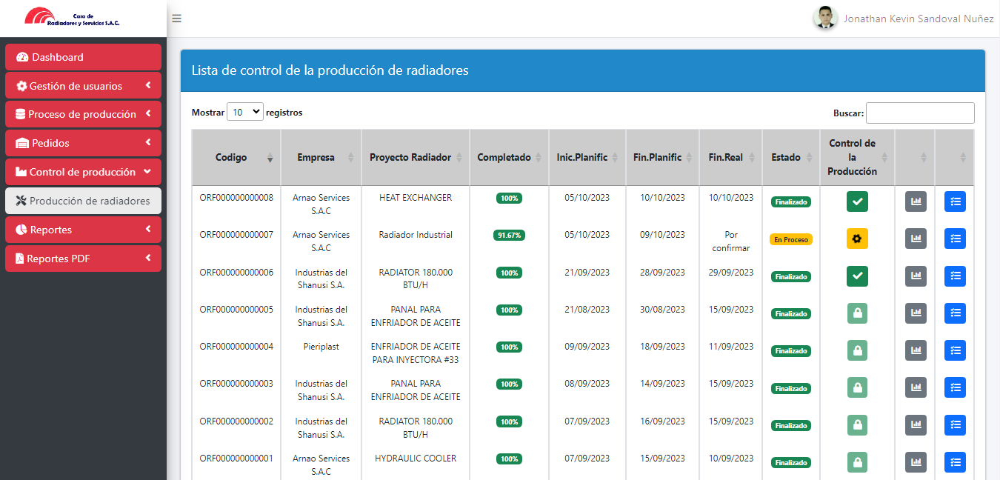 Casa de
Radiadores y Servicios S.A.C.
Jonathan Kevin Sandoval Nuñez
Dashboard
Gestión de usuarios
Proceso de producción
Pedidos
Control de producción
Producción de radiadores
Reportes
Reportes PDF
Lista de control de la producción de radiadores
Mostrar 10 registros
Buscar:
Codigo Empresa Proyecto Radiador Completado Inic.Planific Fin.Planific Fin.Real Estado Control de
la
Producción
ORF000000000008 Arnao Services HEAT EXCHANGER 100% 05/10/2023 10/10/2023 10/10/2023 Finalizado
S.A.C
ORF000000000007 Arnao Services Radiador Industrial 91.67% 05/10/2023 09/10/2023 Por En Proceso
S.A.C confirmar
ORF000000000006 Industrias del RADIATOR 180.000 100% 21/09/2023 28/09/2023 29/09/2023 Finalizado
Shanusi S.A. BTU/H
ORF000000000005 Industrias del PANAL PARA 100% 21/08/2023 30/08/2023 15/09/2023 Finalizado
Shanusi S.A. ENFRIADOR DE ACEITE
ORF000000000004 Pieriplast ENFRIADOR DE ACEITE 100% 09/09/2023 18/09/2023 11/09/2023 Finalizado
PARA INYECTORA #33
ORF000000000003 Industrias del PANAL PARA 100% 08/09/2023 14/09/2023 15/09/2023 Finalizado
Shanusi S.A. ENFRIADOR DE ACEITE
ORF000000000002 Industrias del RADIATOR 180.000 100% 07/09/2023 16/09/2023 15/09/2023 Finalizado
Shanusi S.A. BTU/H
ORF000000000001 Arnao Services HYDRAULIC COOLER 100% 07/09/2023 15/09/2023 10/09/2023 Finalizado
S.A.C